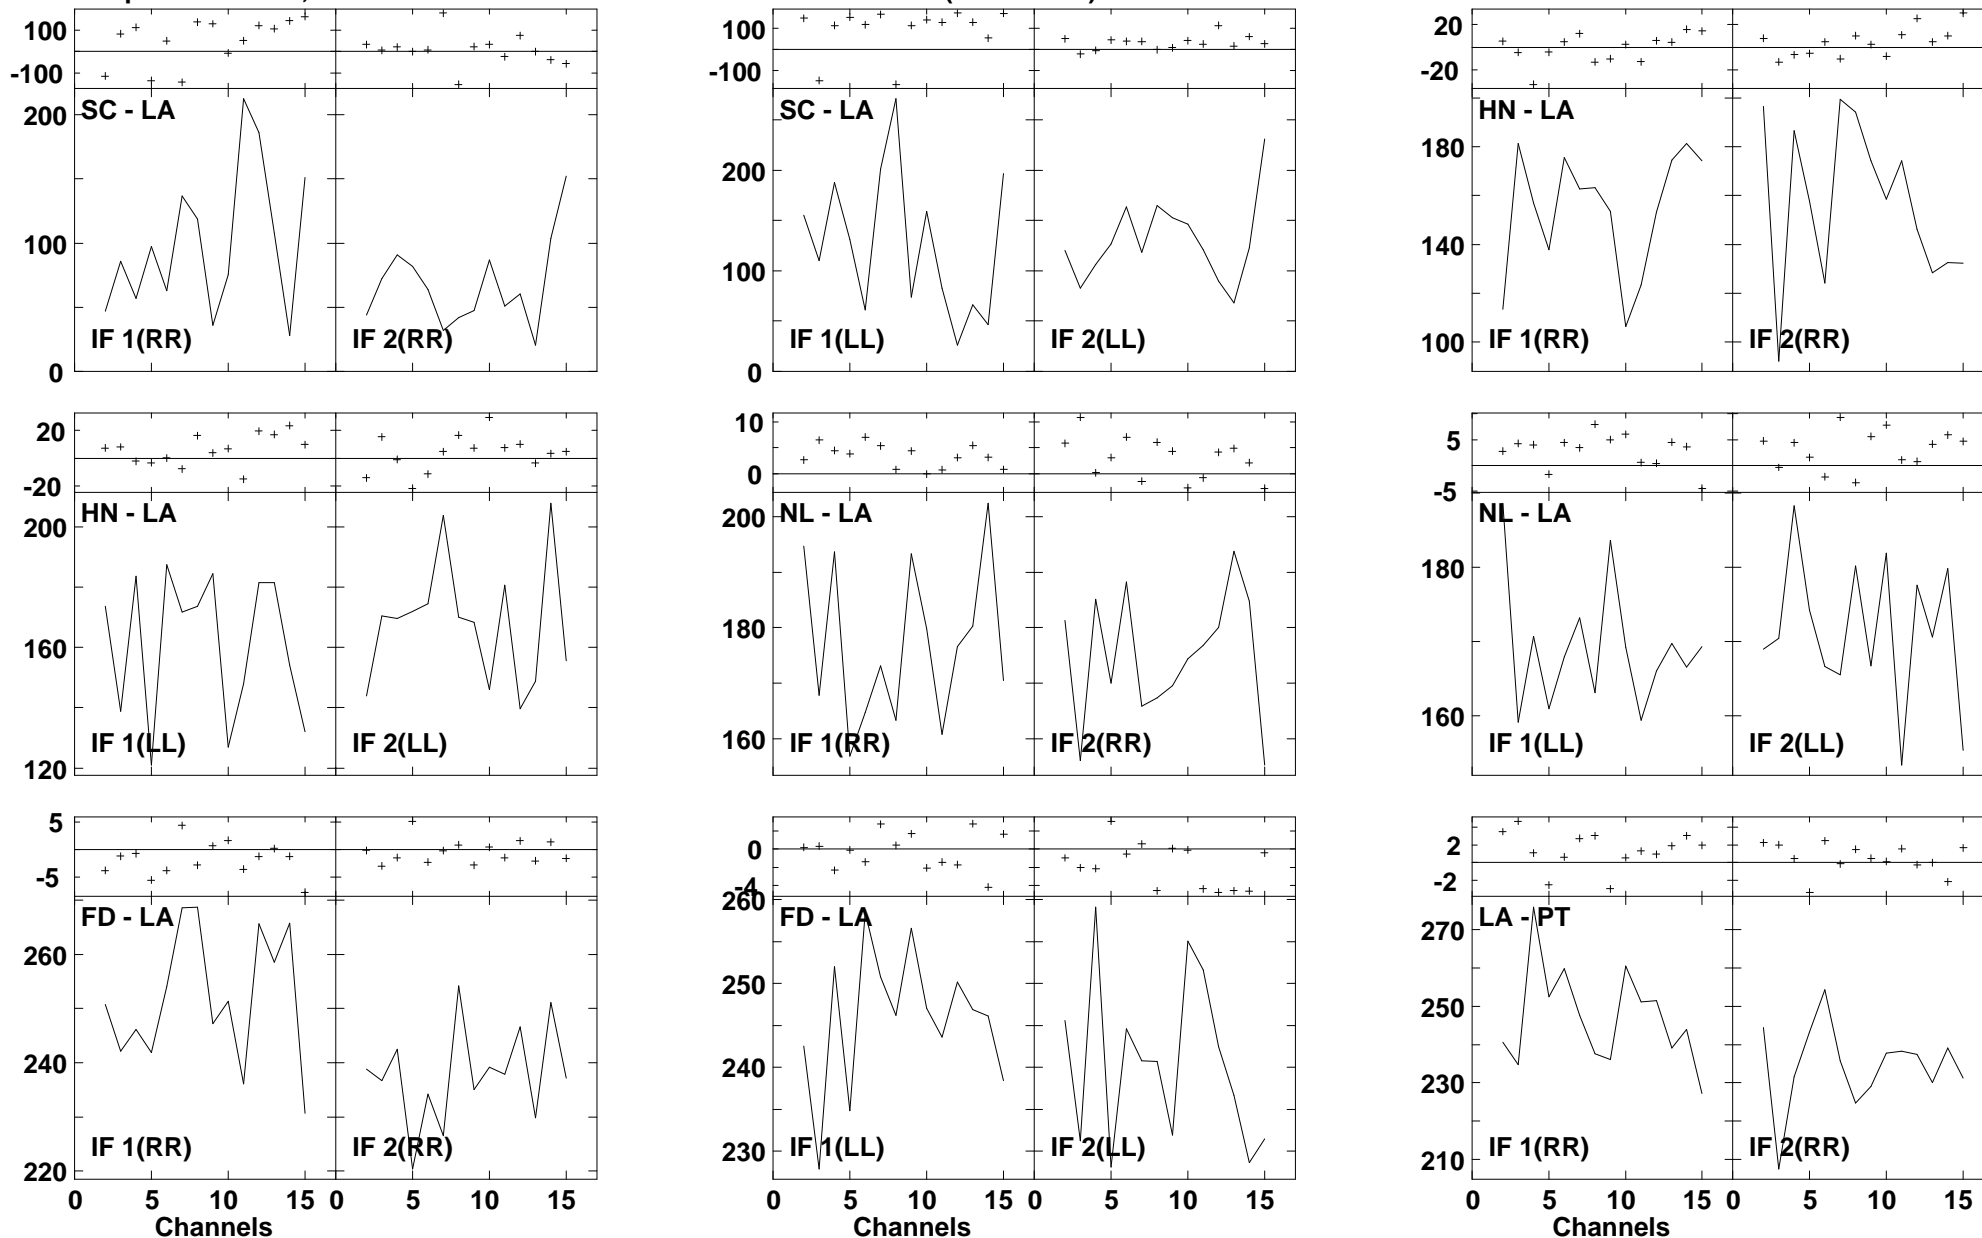 100
-100
SC - LA
200
100
0
IF 1(RR)
IF 2(RR)
100
-100
SC - LA
200
100
0
IF 1(LL)
IF 2(LL)
20
-20
HN - LA
180
140
100
IF 1(RR)
IF 2(RR)
20
-20
HN - LA
200
160
120
IF 1(LL)
IF 2(LL)
10
0
NL - LA
200
180
160
IF 1(RR)
IF 2(RR)
5
-5
NL - LA
180
160
IF 1(LL)
IF 2(LL)
5
-5
FD - LA
260
240
220
IF 1(RR)
IF 2(RR)
0 5 10 15 0 5 10 15
Channels
0
-4
FD - LA
260
250
240
230
IF 1(LL)
IF 2(LL)
0 5 10 15 0 5 10 15
Channels
2
-2
LA - PT
270
250
230
210
IF 1(RR)
IF 2(RR)
0 5 10 15 0 5 10 15
Channels